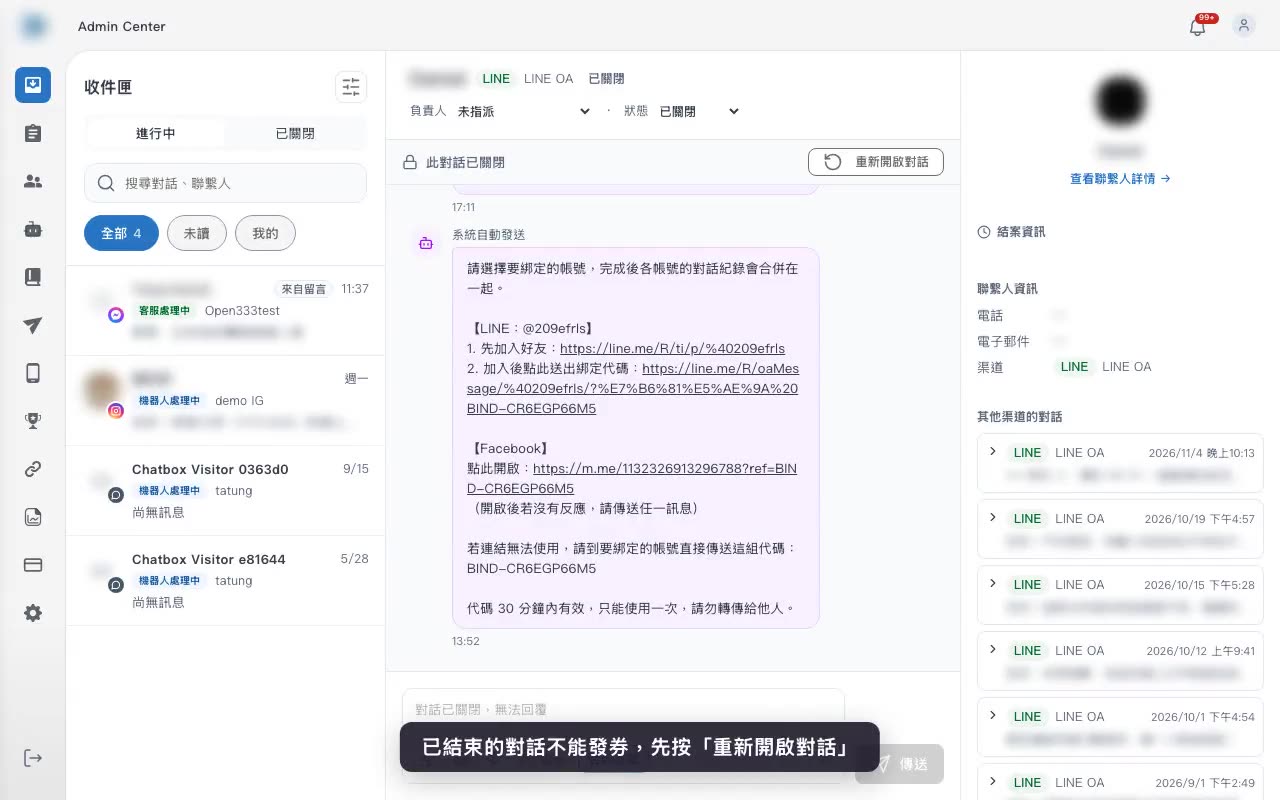 Admin Center
99+
收件匣
進行中
已關閉
搜尋對話、聯繫人
全部 4
未讀
我的
來自留言 11:37
客服處理中 Open333test
週一
機器人處理中 demo IG
Chatbox Visitor 0363d0 9/15
機器人處理中 tatung
尚無訊息
Chatbox Visitor e81644 5/28
機器人處理中 tatung
尚無訊息
LINE LINE OA 已關閉
負責人 未指派 · 狀態 已關閉
此對話已關閉
重新開啟對話
17:11
系統自動發送
請選擇要綁定的帳號，完成後各帳號的對話紀錄會合併在
一起。
【LINE：@209efrls】
1. 先加入好友：https://line.me/R/ti/p/%40209efrls
2. 加入後點此送出綁定代碼：https://line.me/R/oaMes
sage/%40209efrls/?%E7%B6%81%E5%AE%9A%20
BIND-CR6EGP66M5
【Facebook】
點此開啟：https://m.me/1132326913296788?ref=BIN
D-CR6EGP66M5
（開啟後若沒有反應，請傳送任一訊息）
若連結無法使用，請到要綁定的帳號直接傳送這組代碼：
BIND-CR6EGP66M5
代碼 30 分鐘內有效，只能使用一次，請勿轉傳給他人。
13:52
對話已關閉，無法回覆
已結束的對話不能發券，先按「重新開啟對話」
傳送
查看聯繫人詳情 →
結案資訊
聯繫人資訊
電話
電子郵件
渠道 LINE LINE OA
其他渠道的對話
LINE LINE OA 2026/11/4 晚上10:13
LINE LINE OA 2026/10/19 下午4:57
LINE LINE OA 2026/10/15 下午5:28
LINE LINE OA 2026/10/12 上午9:41
LINE LINE OA 2026/10/1 下午4:54
LINE LINE OA 2026/9/1 下午2:49